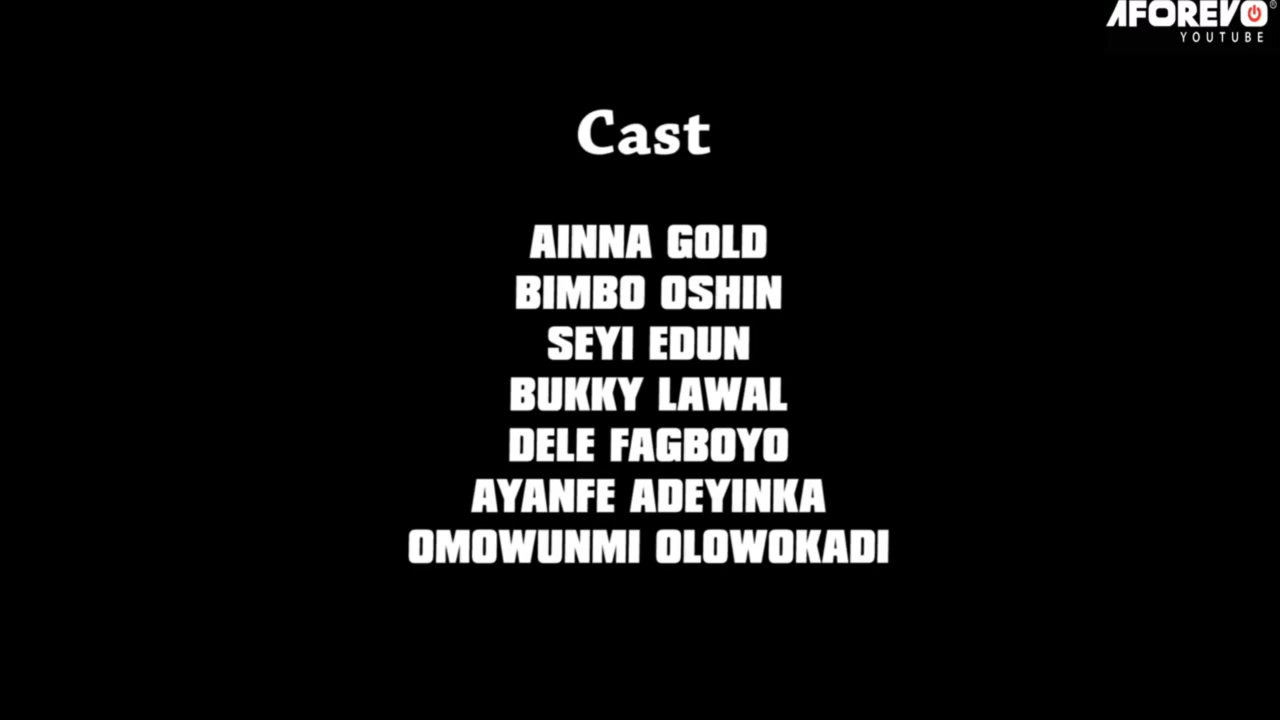 AFOREVO®
YOUTUBE
Cast
AINNA GOLD
BIMBO OSHIN
SEYI EDUN
BUKKY LAWAL
DELE FAGBOYO
AYANFE ADEYINKA
OMOWUNMI OLOWOKADI